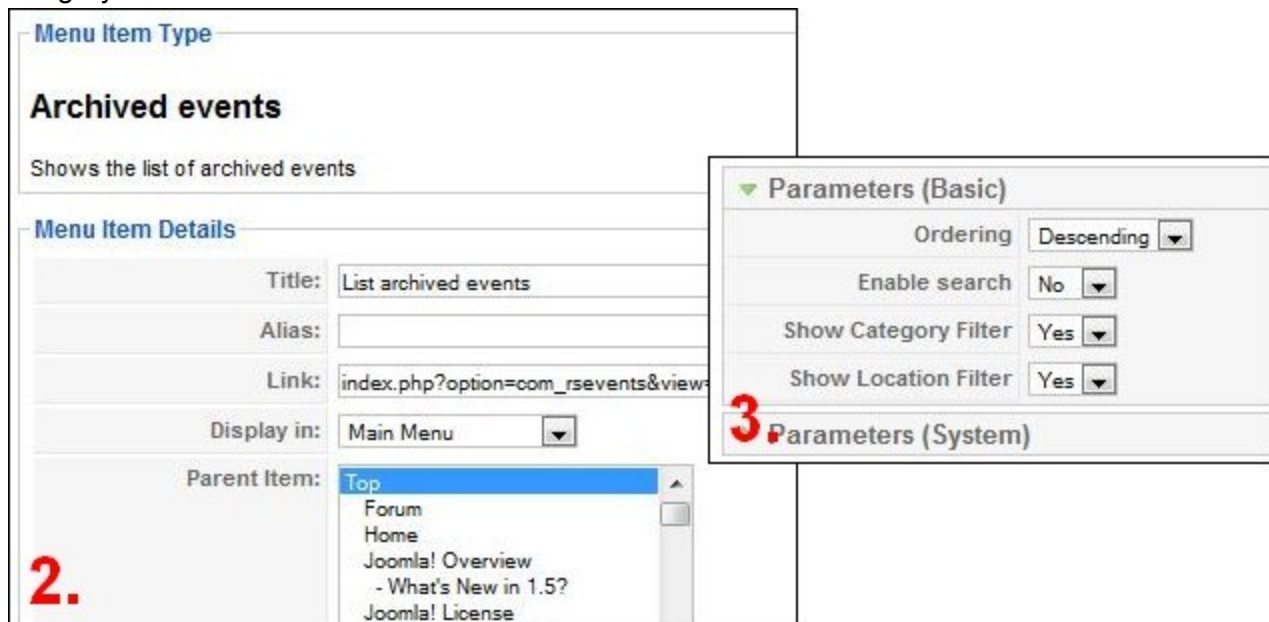 Menu Item Type
Archived events
Shows the list of archived events
Menu Item Details
Title: List archived events
Alias:
Link: index.php?option=com_rsevents&view=
Display in: Main Menu
Parent Item: Top
Forum
Home
Joomla! Overview
- What's New in 1.5?
Joomla! License
2.
Parameters (Basic)
Ordering Descending
Enable search No
Show Category Filter Yes
Show Location Filter Yes
3.
Parameters (System)